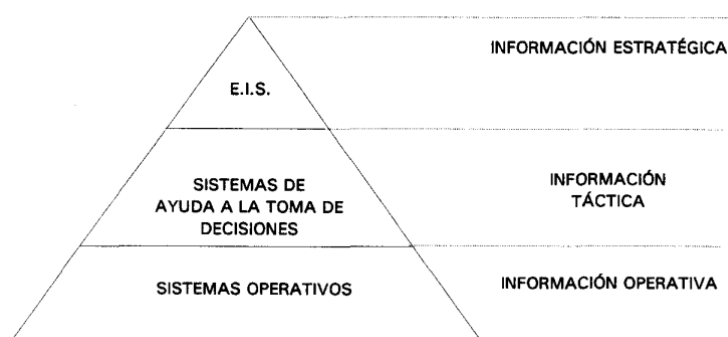 INFORMACIÓN ESTRATÉGICA
E.I.S.
SISTEMAS DE
AYUDA A LA TOMA DE
DECISIONES
INFORMACIÓN
TÁCTICA
SISTEMAS OPERATIVOS
INFORMACIÓN OPERATIVA